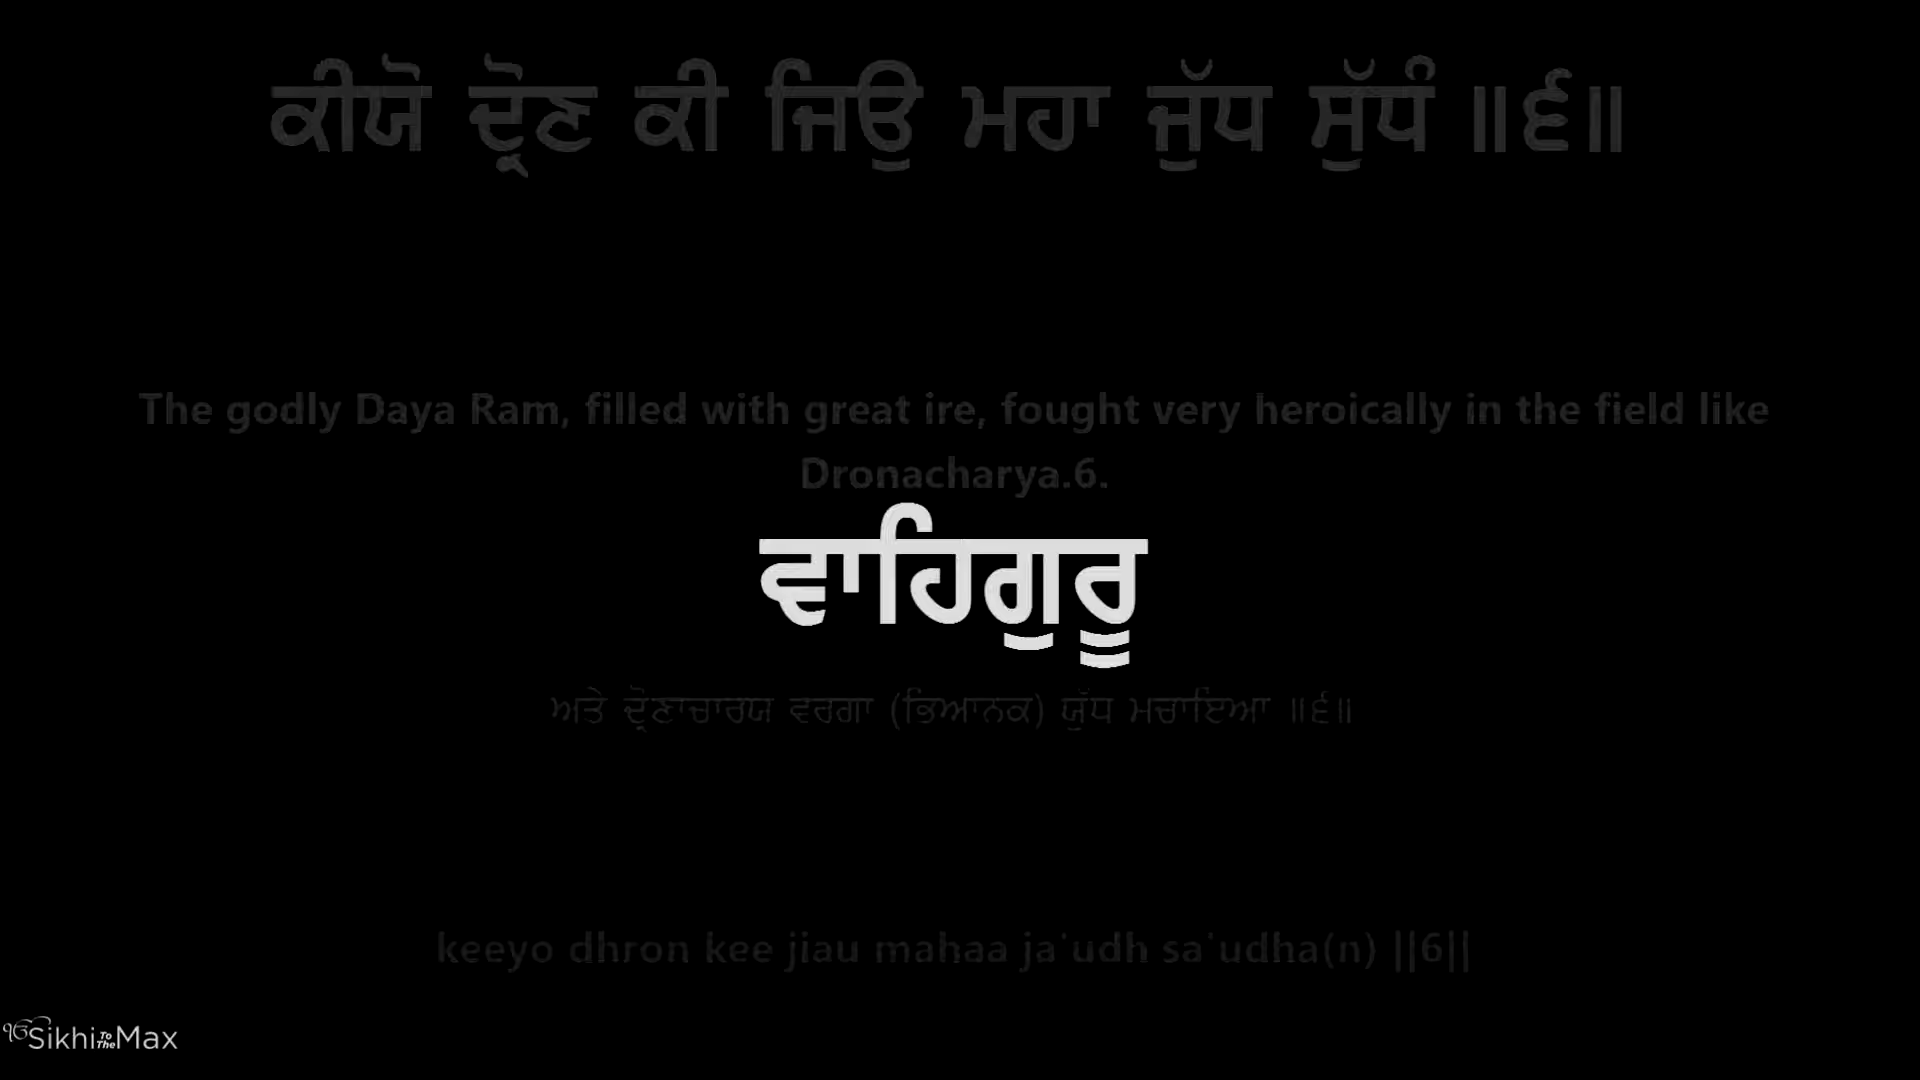 ਕੀਯੋ ਦ੍ਰੋਣ ਕੀ ਜਿਉ ਮਹਾ ਜੁੱਧ ਸੁੱਧੰ ॥੬॥
The godly Daya Ram, filled with great ire, fought very heroically in the field like
Dronacharya.6.
ਵਾਹਿਗੁਰੂ
ਅਤੇ ਦ੍ਰੋਣਾਚਾਰਯ ਵਰਗਾ (ਭਿਆਨਕ) ਯੁੱਧ ਮਚਾਇਆ ॥੬॥
keeyo dhron kee jiau mahaa ja'udh sa'udha(n) ||6||
ੴSikhiToTheMax